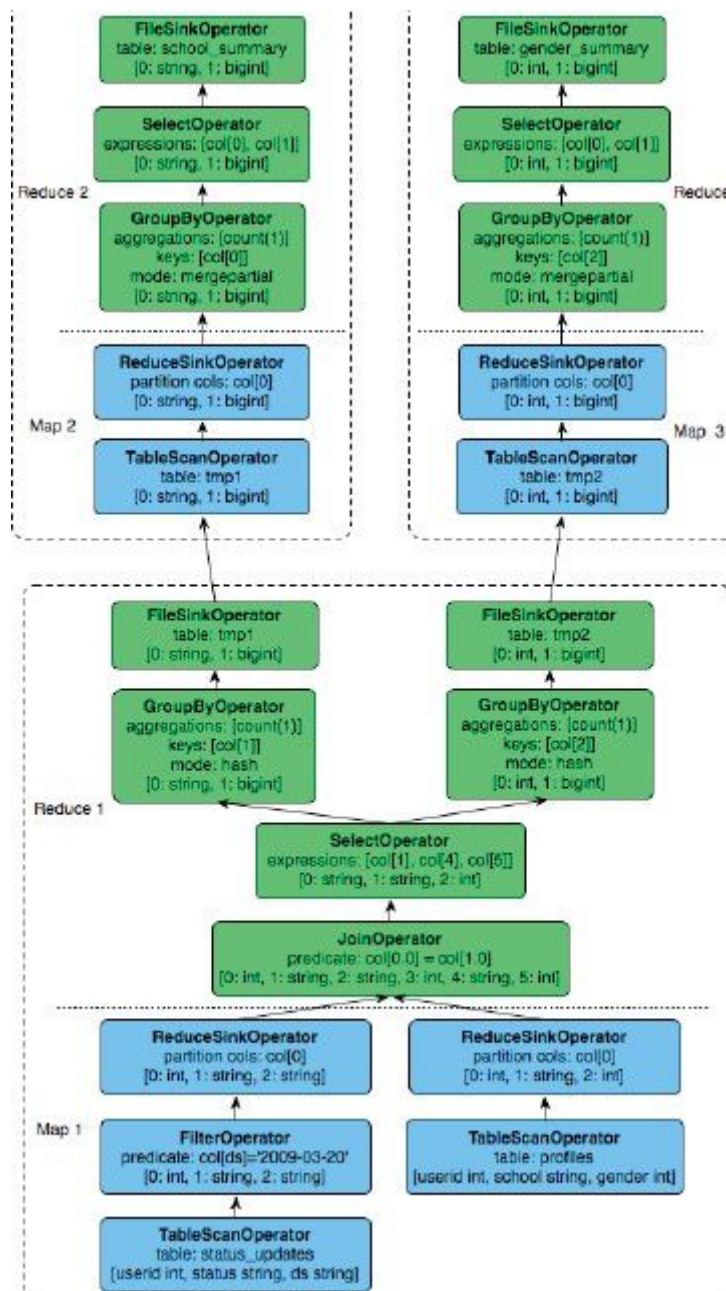 FileSinkOperator
table: school_summary
[0: string, 1: bigint]
SelectOperator
expressions: [col[0], col[1]]
[0: string, 1: bigint]
Reduce 2
GroupByOperator
aggregations: [count(1)]
keys: [col[0]]
mode: mergepartial
[0: string, 1: bigint]
ReduceSinkOperator
partition cols: col[0]
[0: string, 1: bigint]
Map 2
TableScanOperator
table: tmp1
[0: string, 1: bigint]
FileSinkOperator
table: gender_summary
[0: int, 1: bigint]
SelectOperator
expressions: [col[0], col[1]]
[0: int, 1: bigint]
Reduce
GroupByOperator
aggregations: [count(1)]
keys: [col[2]]
mode: mergepartial
[0: int, 1: bigint]
ReduceSinkOperator
partition cols: col[0]
[0: int, 1: bigint]
Map 3
TableScanOperator
table: tmp2
[0: int, 1: bigint]
FileSinkOperator
table: tmp1
[0: string, 1: bigint]
FileSinkOperator
table: tmp2
[0: int, 1: bigint]
GroupByOperator
aggregations: [count(1)]
keys: [col[1]]
mode: hash
[0: string, 1: bigint]
GroupByOperator
aggregations: [count(1)]
keys: [col[2]]
mode: hash
[0: int, 1: bigint]
Reduce 1
SelectOperator
expressions: [col[1], col[4], col[5]]
[0: string, 1: string, 2: int]
JoinOperator
predicate: col[0.0] = col[1.0]
[0: int, 1: string, 2: string, 3: int, 4: string, 5: int]
ReduceSinkOperator
partition cols: col[0]
[0: int, 1: string, 2: string]
ReduceSinkOperator
partition cols: col[0]
[0: int, 1: string, 2: int]
Map 1
FilterOperator
predicate: col[ds]='2009-03-20'
[0: int, 1: string, 2: string]
TableScanOperator
table: profiles
[userid int, school string, gender int]
TableScanOperator
table: status_updates
[userid int, status string, ds string]